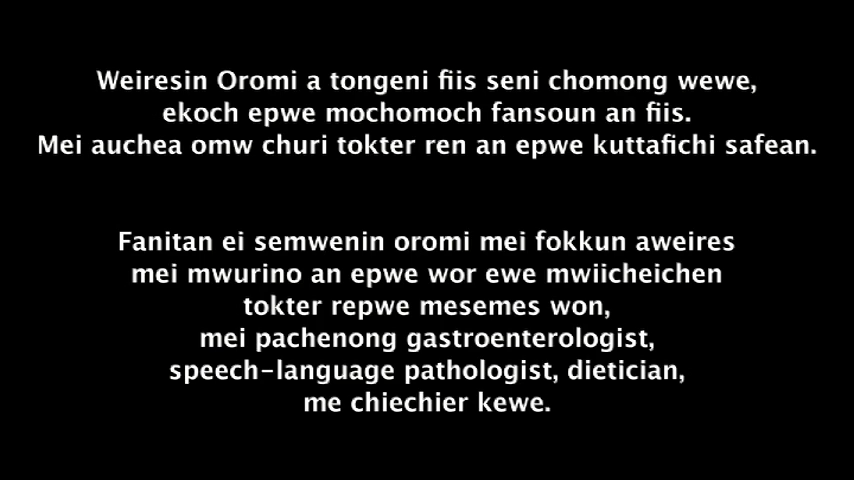 Weiresin Oromi a tongeni fiis seni chomong wewe,
ekoch epwe mochomoch fansoun an fiis.
Mei auchea omw churi tokter ren an epwe kuttafichi safean.
Fanitan ei semwenin oromi mei fokkun aweires
mei mwurino an epwe wor ewe mwiicheichen
tokter repwe mesemes won,
mei pachenong gastroenterologist,
speech-language pathologist, dietician,
me chiechier kewe.